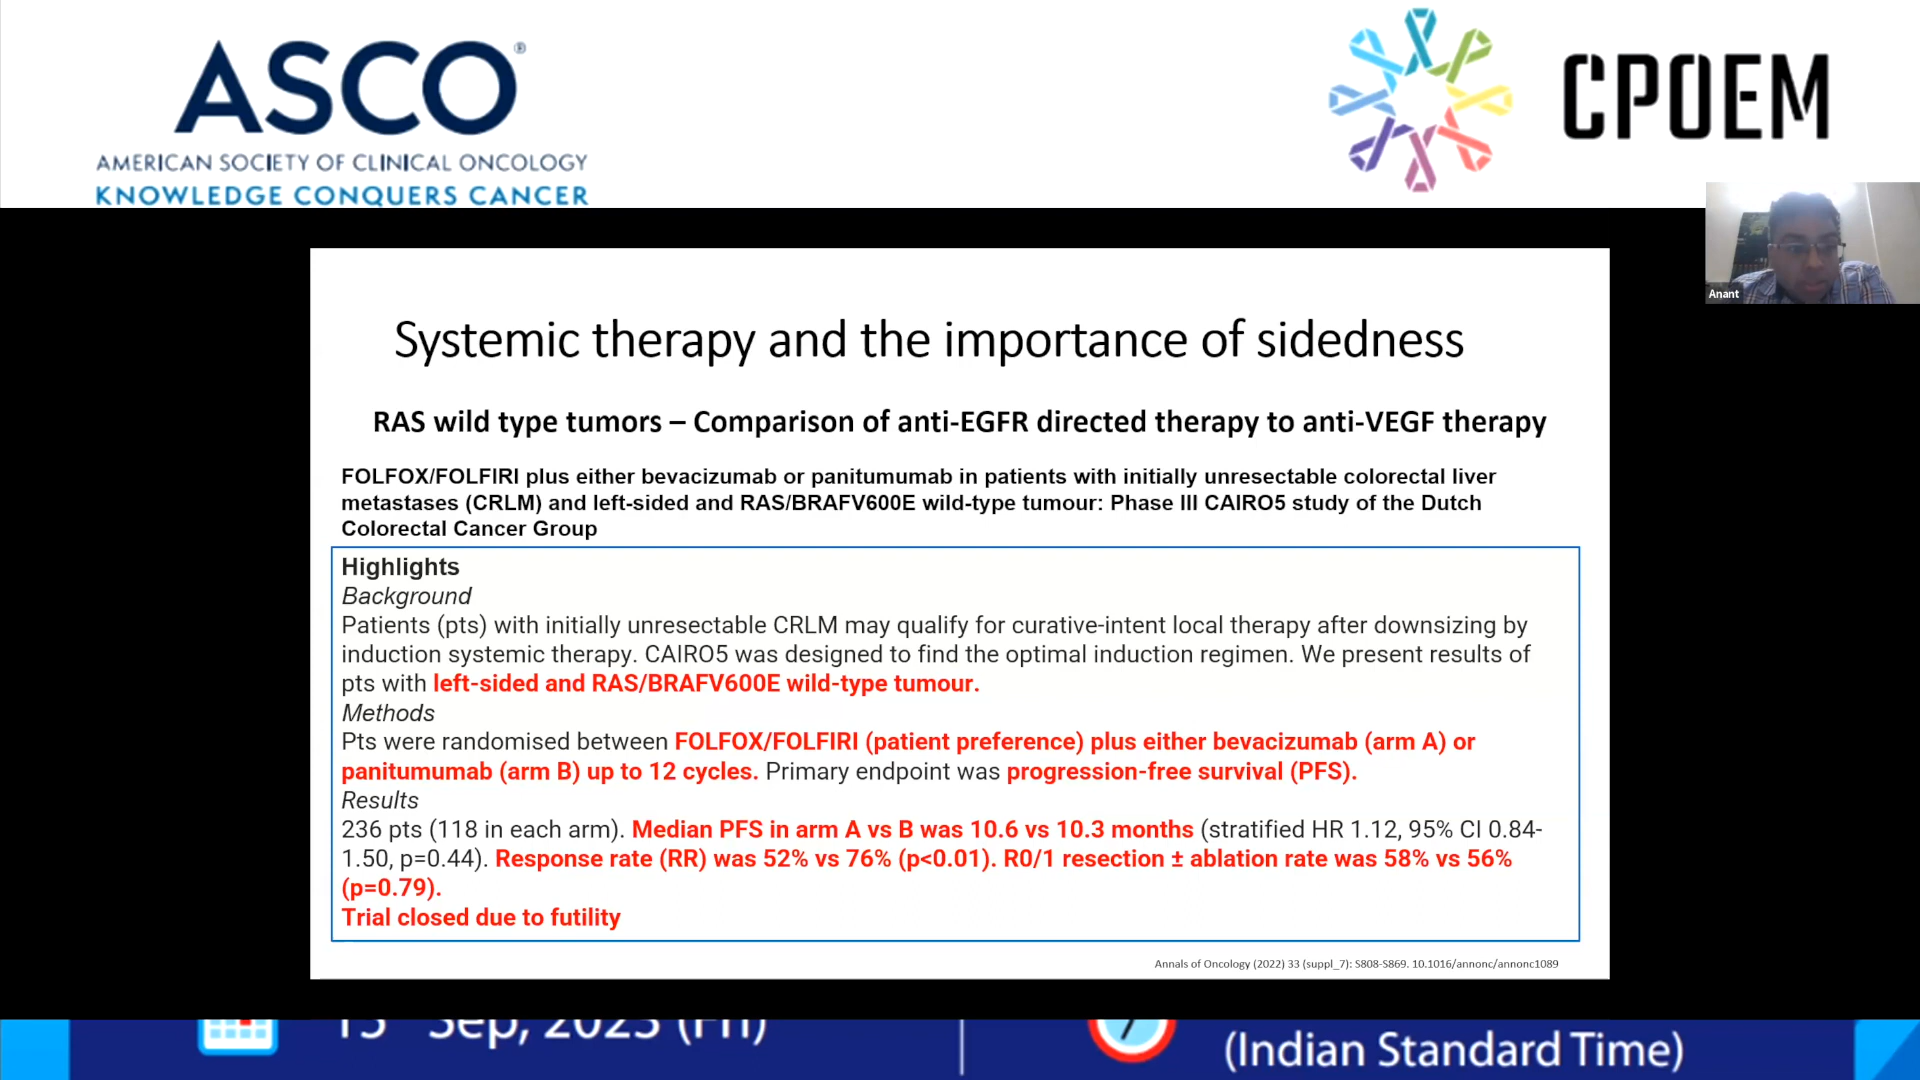 ASCO®
AMERICAN SOCIETY OF CLINICAL ONCOLOGY
KNOWLEDGE CONQUERS CANCER
CPOEM
Anant
Systemic therapy and the importance of sidedness
RAS wild type tumors – Comparison of anti-EGFR directed therapy to anti-VEGF therapy
FOLFOX/FOLFIRI plus either bevacizumab or panitumumab in patients with initially unresectable colorectal liver
metastases (CRLM) and left-sided and RAS/BRAFV600E wild-type tumour: Phase III CAIRO5 study of the Dutch
Colorectal Cancer Group
Highlights
Background
Patients (pts) with initially unresectable CRLM may qualify for curative-intent local therapy after downsizing by
induction systemic therapy. CAIRO5 was designed to find the optimal induction regimen. We present results of
pts with left-sided and RAS/BRAFV600E wild-type tumour.
Methods
Pts were randomised between FOLFOX/FOLFIRI (patient preference) plus either bevacizumab (arm A) or
panitumumab (arm B) up to 12 cycles. Primary endpoint was progression-free survival (PFS).
Results
236 pts (118 in each arm). Median PFS in arm A vs B was 10.6 vs 10.3 months (stratified HR 1.12, 95% CI 0.84-
1.50, p=0.44). Response rate (RR) was 52% vs 76% (p<0.01). R0/1 resection ± ablation rate was 58% vs 56%
(p=0.79).
Trial closed due to futility
Annals of Oncology (2022) 33 (suppl_7): S808-S869. 10.1016/annonc/annonc1089
Sep, 2023 (Fri)
(Indian Standard Time)